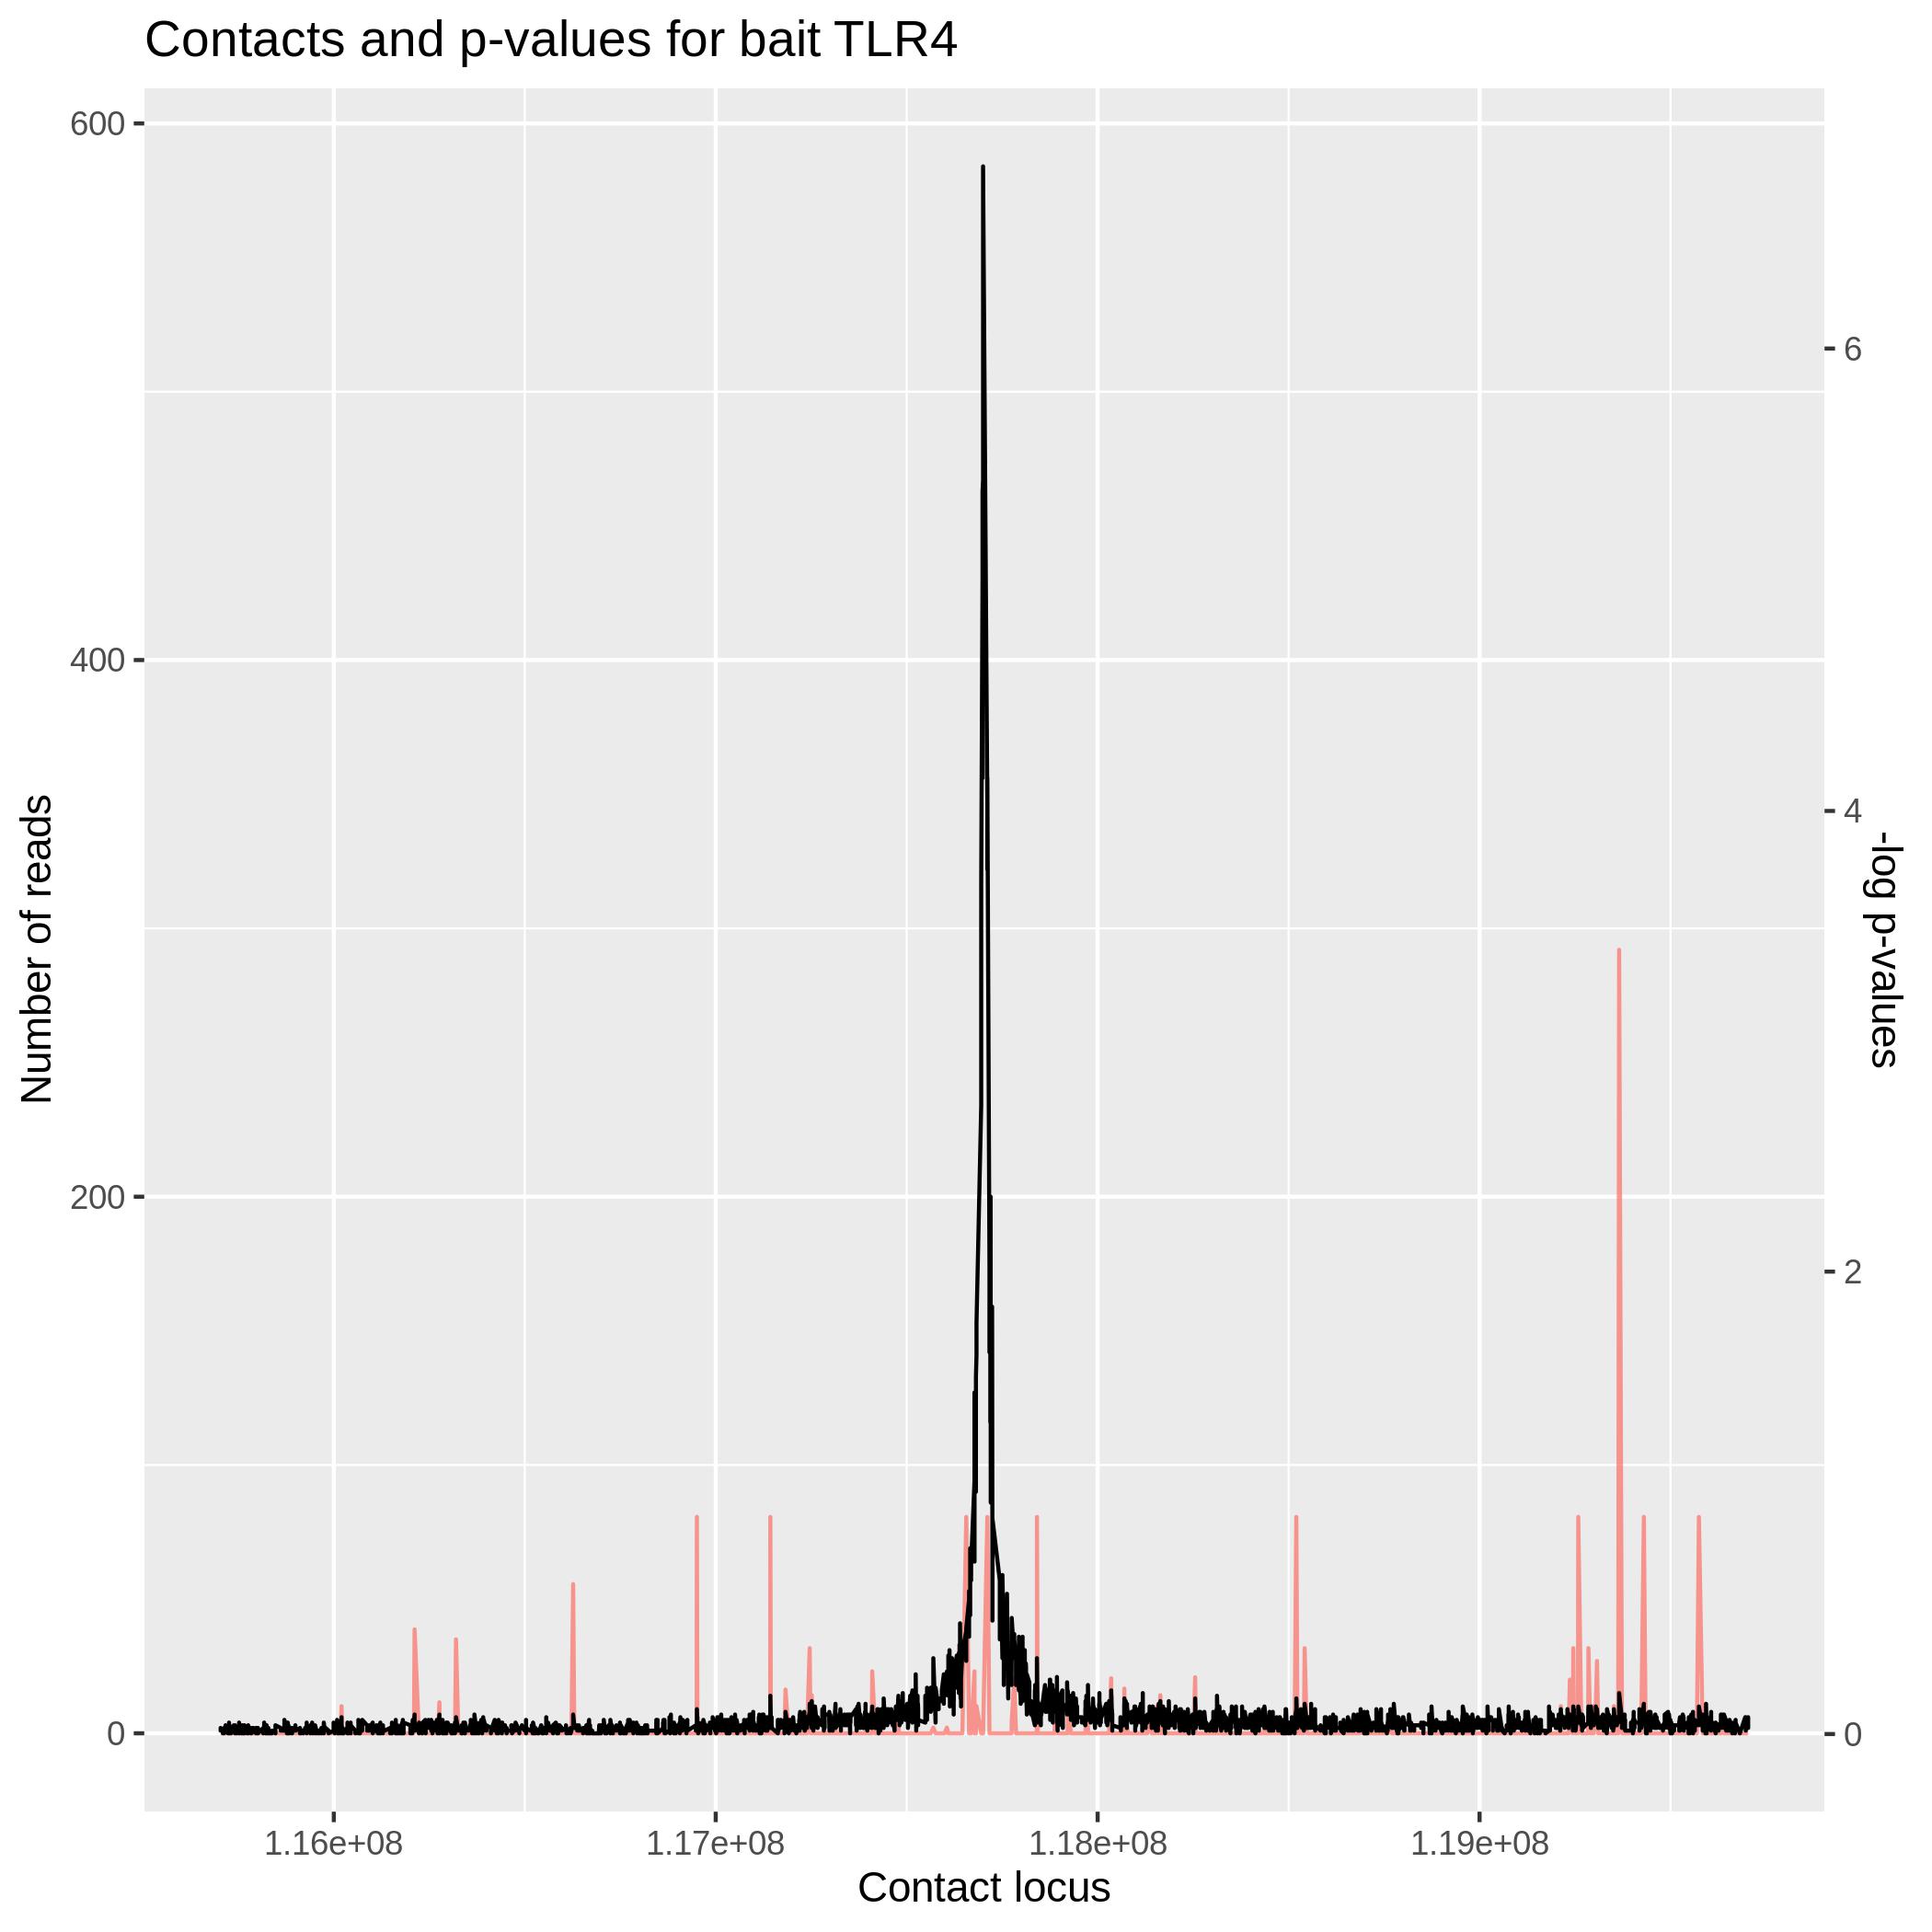 Contacts and p-values for bait TLR4
600
400
200
0
Number of reads
6
4
2
0
-log p-values
1.16e+08
1.17e+08
1.18e+08
1.19e+08
Contact locus